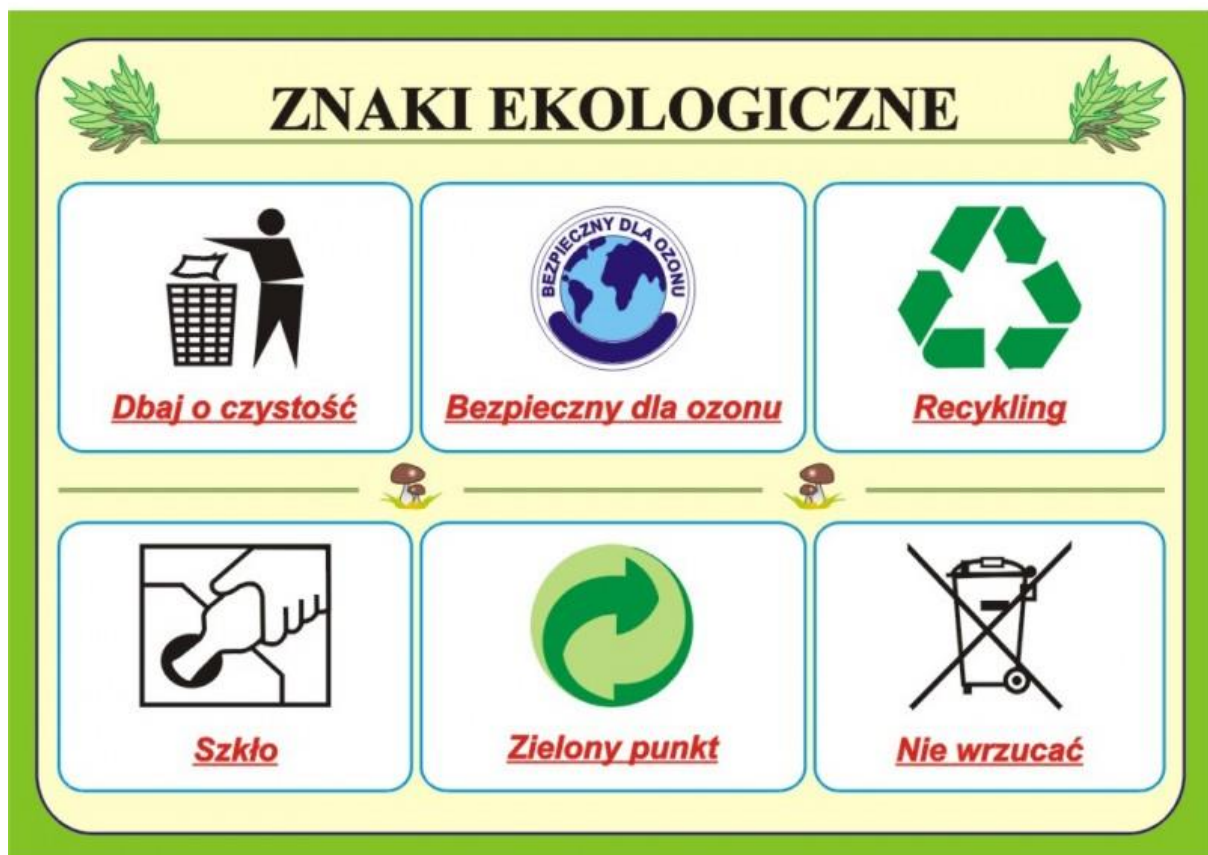 ZNAKI EKOLOGICZNE
BEZPIECZNY DLA OZONU
Dbaj o czystość
Bezpieczny dla ozonu
Recykling
Szkło
Zielony punkt
Nie wrzucać